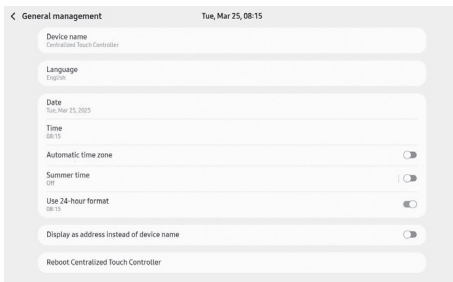 General management
Tue, Mar 25, 08:15
Device name
Centralized Touch Controller
Language
English
Date
Tue, Mar 25, 2025
Time
08:15
Automatic time zone
Summer time
Off
Use 24-hour format
08:15
Display as address instead of device name
Reboot Centralized Touch Controller